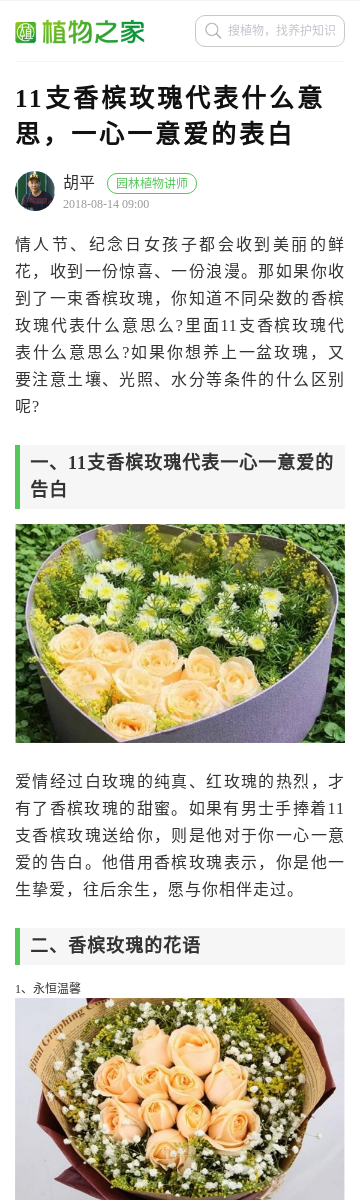 植物之家
搜植物，找养护知识
11支香槟玫瑰代表什么意
思，一心一意爱的表白
胡平 园林植物讲师
2018-08-14 09:00
情人节、纪念日女孩子都会收到美丽的鲜
花，收到一份惊喜、一份浪漫。那如果你收
到了一束香槟玫瑰，你知道不同朵数的香槟
玫瑰代表什么意思么?里面11支香槟玫瑰代
表什么意思么?如果你想养上一盆玫瑰，又
要注意土壤、光照、水分等条件的什么区别
呢?
一、11支香槟玫瑰代表一心一意爱的
告白
爱情经过白玫瑰的纯真、红玫瑰的热烈，才
有了香槟玫瑰的甜蜜。如果有男士手捧着11
支香槟玫瑰送给你，则是他对于你一心一意
爱的告白。他借用香槟玫瑰表示，你是他一
生挚爱，往后余生，愿与你相伴走过。
二、香槟玫瑰的花语
1、永恒温馨